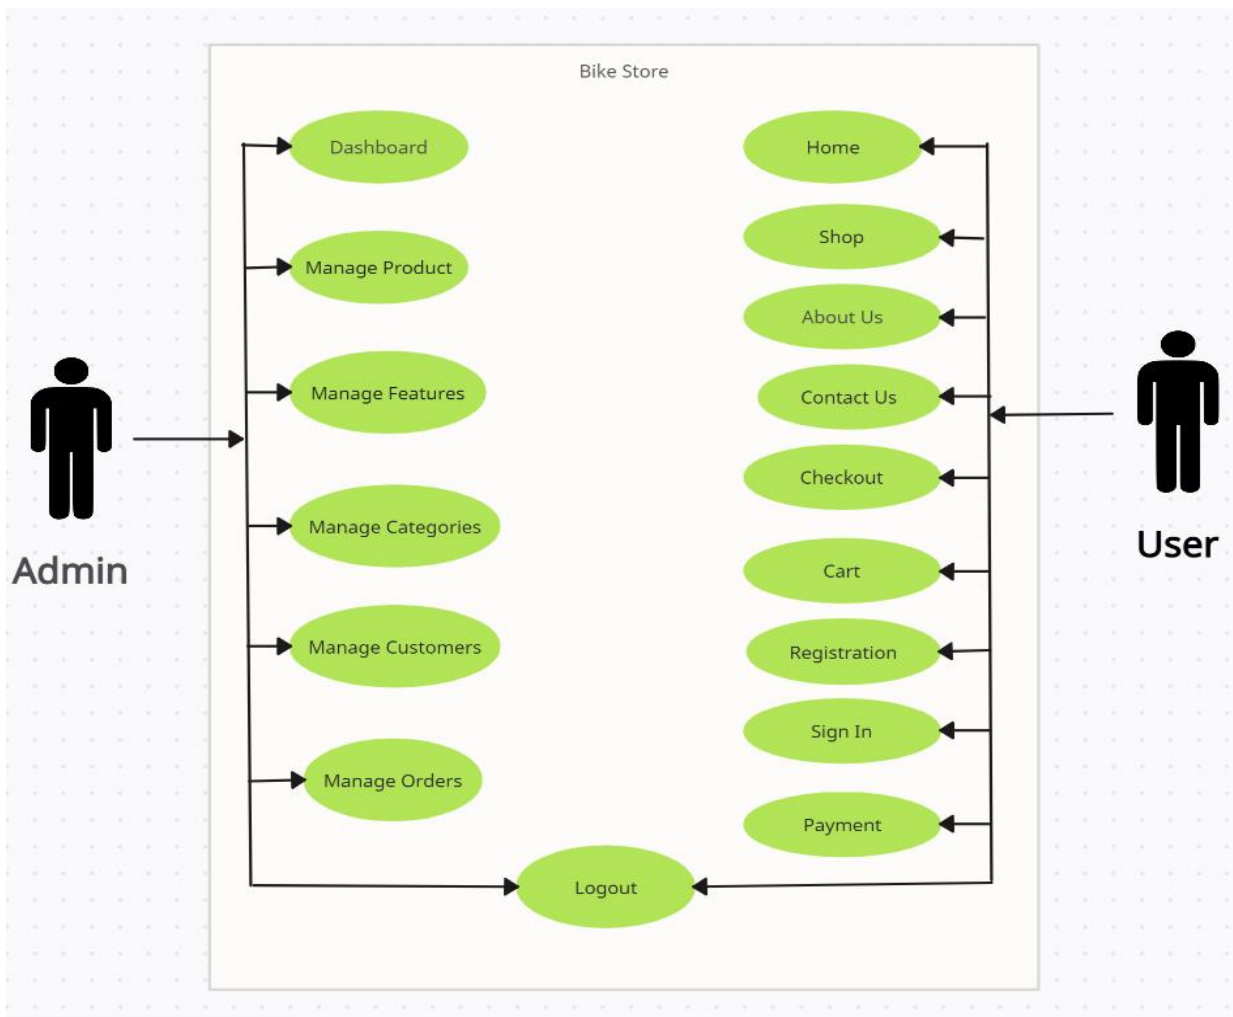 Bike Store
Dashboard
Manage Product
Manage Features
Manage Categories
Manage Customers
Manage Orders
Home
Shop
About Us
Contact Us
Checkout
Cart
Registration
Sign In
Payment
Logout
Admin
User